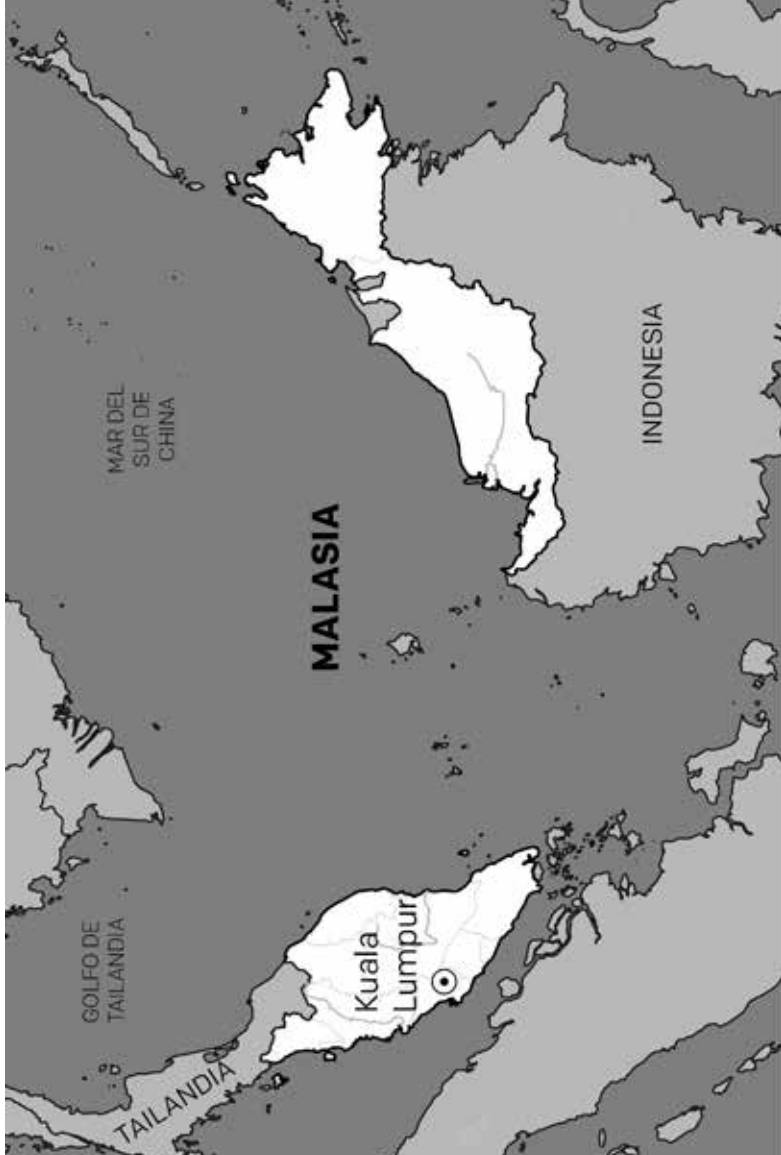 GOLFO DE
TAILANDIA
MAR DEL
SUR DE
CHINA
TAILANDIA
MALASIA
Kuala
Lumpur
INDONESIA